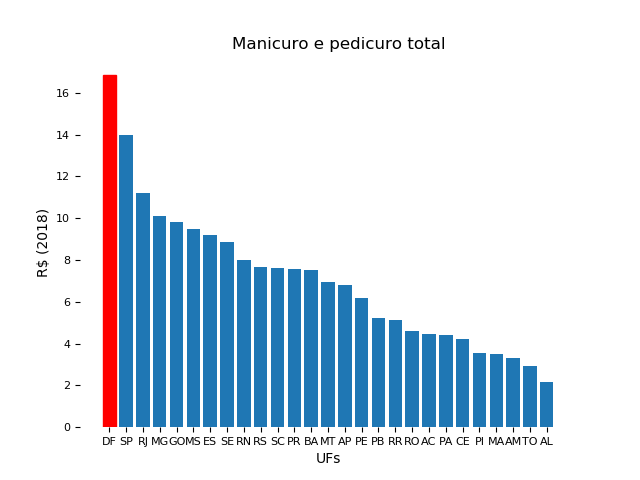 Manicuro e pedicuro total
R$ (2018)
16
14
12
10
8
6
4
2
0
DF SP RJ MG GO MS ES SE RN RS SC PR BA MT AP PE PB RR RO AC PA CE PI MA AM TO AL
UFs